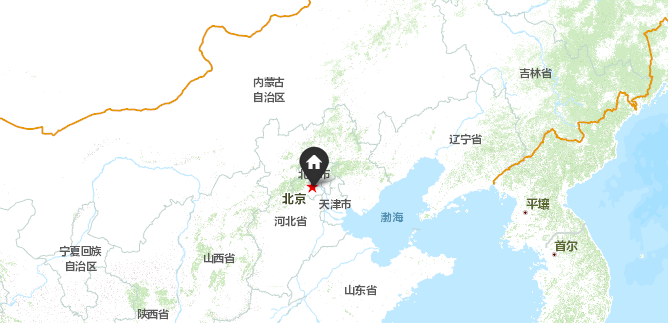 吉林省
内蒙古
自治区
辽宁省
北京市
北京
天津市
平壤
渤海
河北省
首尔
宁夏回族
自治区
山西省
山东省
陕西省